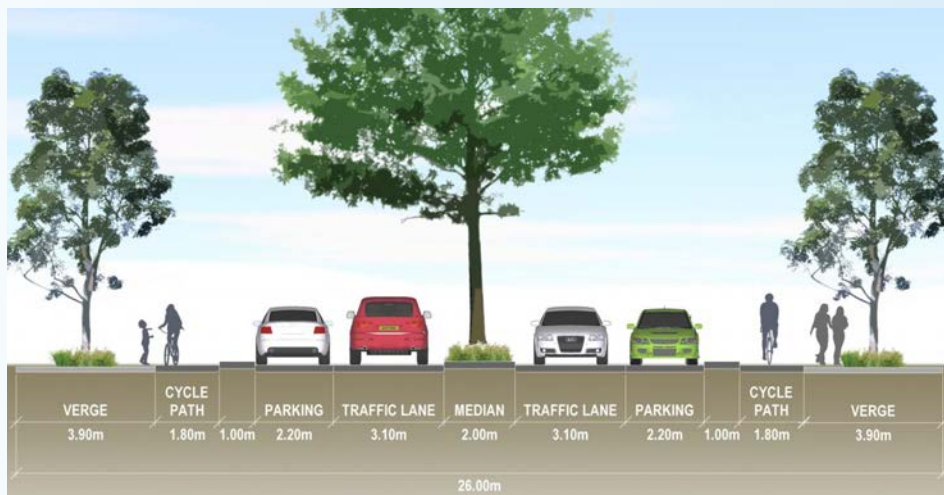 VERGE CYCLE PATH PARKING TRAFFIC LANE MEDIAN TRAFFIC LANE PARKING CYCLE PATH VERGE
3.90m 1.80m 1.00m 2.20m 3.10m 2.00m 3.10m 2.20m 1.00m 1.80m 3.90m
26.00m